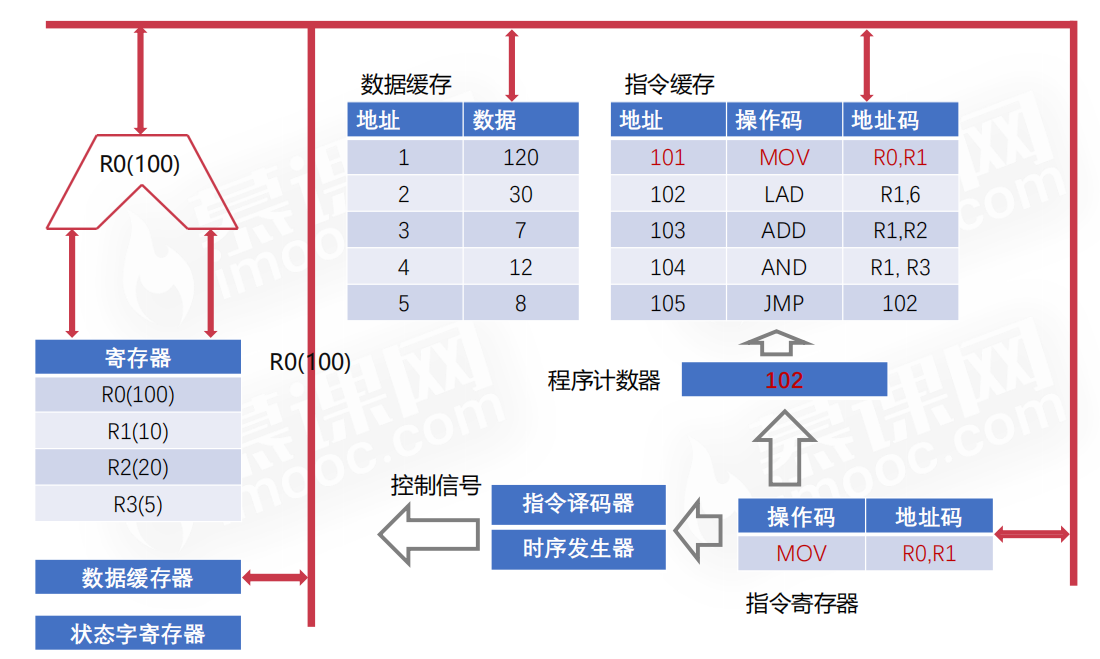 R0(100)
数据缓存
地址 数据
1 120
2 30
3 7
4 12
5 8
指令缓存
地址 操作码 地址码
101 MOV R0,R1
102 LAD R1,6
103 ADD R1,R2
104 AND R1, R3
105 JMP 102
寄存器
R0(100)
R1(10)
R2(20)
R3(5)
R0(100)
程序计数器
102
控制信号
指令译码器
时序发生器
操作码 地址码
MOV R0,R1
指令寄存器
数据缓存器
状态字寄存器
慕课网
imooc.com
慕课网
imooc.com